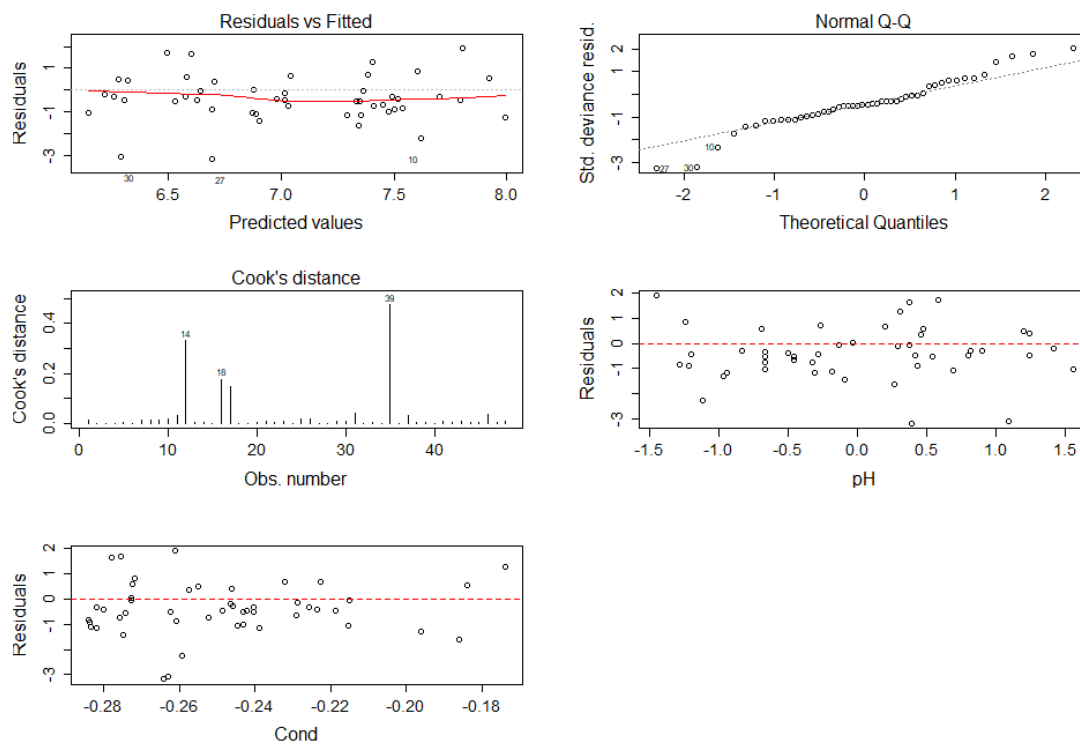 Residuals vs Fitted
Residuals
1
-1
-3
30
27
10
6.5 7.0 7.5 8.0
Predicted values
Normal Q-Q
Std. deviance resid.
2
1
-1
-3
27
30
10
-2 -1 0 1 2
Theoretical Quantiles
Cook's distance
Cook's distance
0.4
0.2
0.0
14
18
39
0 10 20 30 40
Obs. number
Residuals
2
1
0
-1
-3
-1.5 -1.0 -0.5 0.0 0.5 1.0 1.5
pH
Residuals
2
1
0
-1
-3
-0.28 -0.26 -0.24 -0.22 -0.20 -0.18
Cond